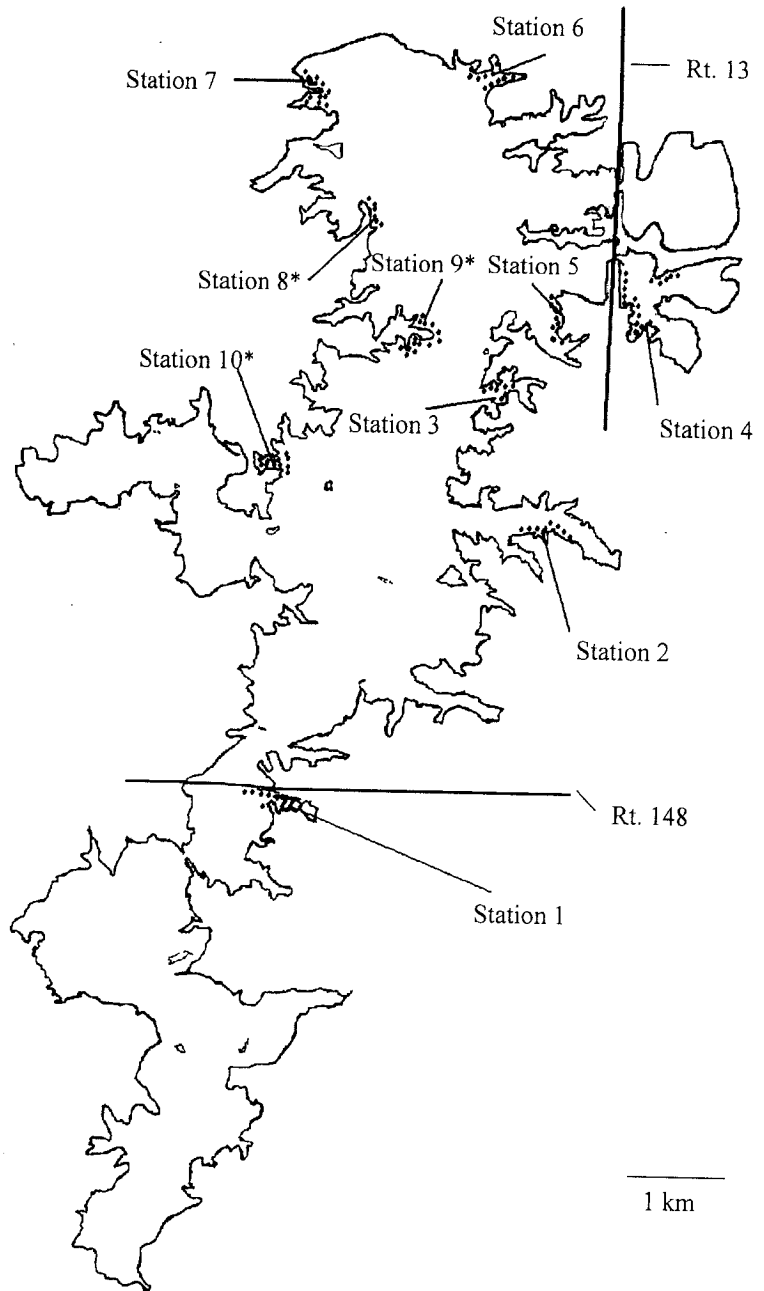 Station 6
Station 7
Rt. 13
Station 8*
Station 9*
Station 5
Station 10*
Station 3
Station 4
a
Station 2
Rt. 148
Station 1
1 km